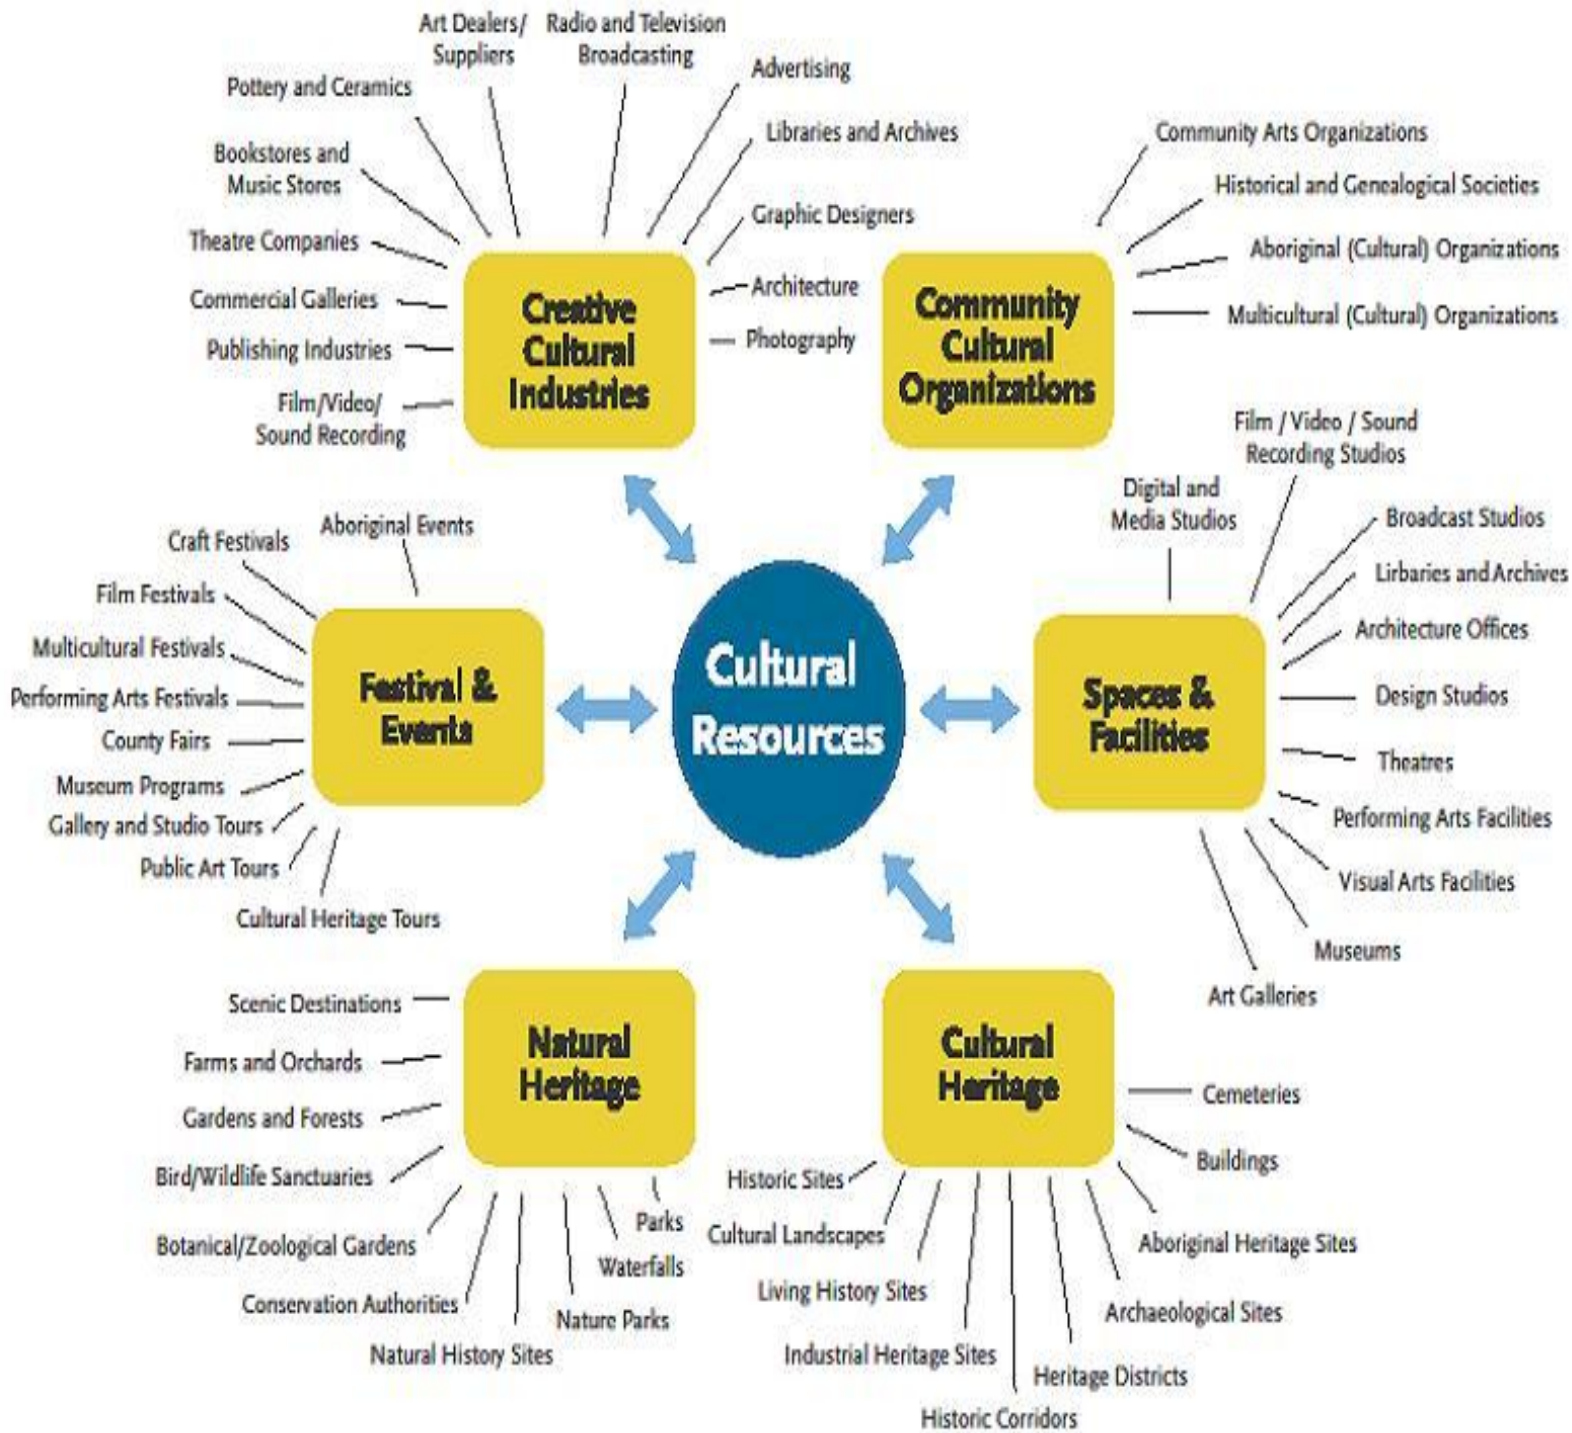 Art Dealers/
Suppliers
Radio and Television
Broadcasting
Advertising
Pottery and Ceramics
Libraries and Archives
Bookstores and
Music Stores
Graphic Designers
Theatre Companies
Architecture
Commercial Galleries
Photography
Publishing Industries
Film/Video/
Sound Recording
Creative
Cultural
Industries
Community Arts Organizations
Historical and Genealogical Societies
Aboriginal (Cultural) Organizations
Multicultural (Cultural) Organizations
Community
Cultural
Organizations
Aboriginal Events
Craft Festivals
Film Festivals
Multicultural Festivals
Performing Arts Festivals
County Fairs
Museum Programs
Gallery and Studio Tours
Public Art Tours
Cultural Heritage Tours
Festival &
Events
Cultural
Resources
Film / Video / Sound
Recording Studios
Digital and
Media Studios
Broadcast Studios
Lirbaries and Archives
Architecture Offices
Design Studios
Theatres
Performing Arts Facilities
Visual Arts Facilities
Museums
Art Galleries
Spaces &
Facilities
Natural
Heritage
Scenic Destinations
Farms and Orchards
Gardens and Forests
Bird/Wildlife Sanctuaries
Botanical/Zoological Gardens
Conservation Authorities
Natural History Sites
Nature Parks
Waterfalls
Parks
Cultural
Heritage
Cemeteries
Buildings
Aboriginal Heritage Sites
Archaeological Sites
Heritage Districts
Historic Corridors
Industrial Heritage Sites
Living History Sites
Cultural Landscapes
Historic Sites